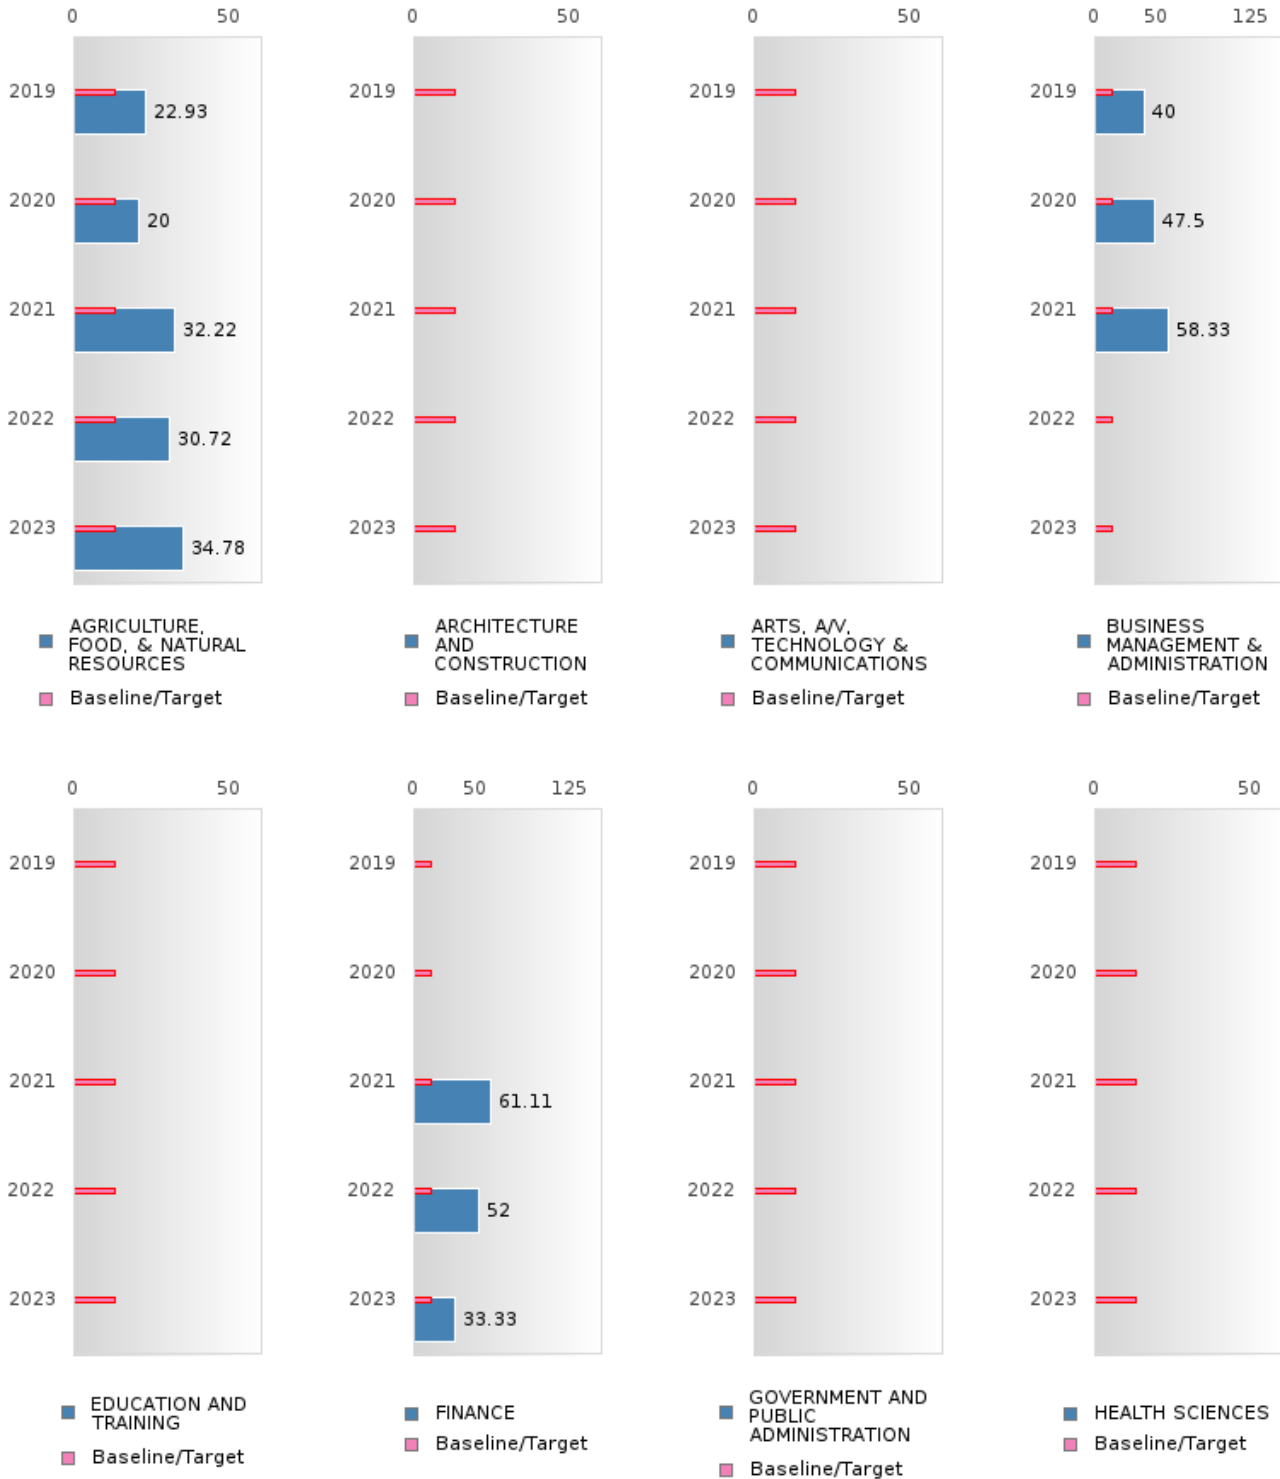 0 50
2019
22.93
2020
20
2021
32.22
2022
30.72
2023
34.78
AGRICULTURE,
FOOD, & NATURAL
RESOURCES
Baseline/Target
0 50
2019
2020
2021
2022
2023
ARCHITECTURE
AND
CONSTRUCTION
Baseline/Target
0 50
2019
2020
2021
2022
2023
ARTS, A/V,
TECHNOLOGY &
COMMUNICATIONS
Baseline/Target
0 50 125
2019
40
2020
47.5
2021
58.33
2022
2023
BUSINESS
MANAGEMENT &
ADMINISTRATION
Baseline/Target
0 50
2019
2020
2021
2022
2023
EDUCATION AND
TRAINING
Baseline/Target
0 50 125
2019
2020
2021
61.11
2022
52
2023
33.33
FINANCE
Baseline/Target
0 50
2019
2020
2021
2022
2023
GOVERNMENT AND
PUBLIC
ADMINISTRATION
Baseline/Target
0 50
2019
2020
2021
2022
2023
HEALTH SCIENCES
Baseline/Target